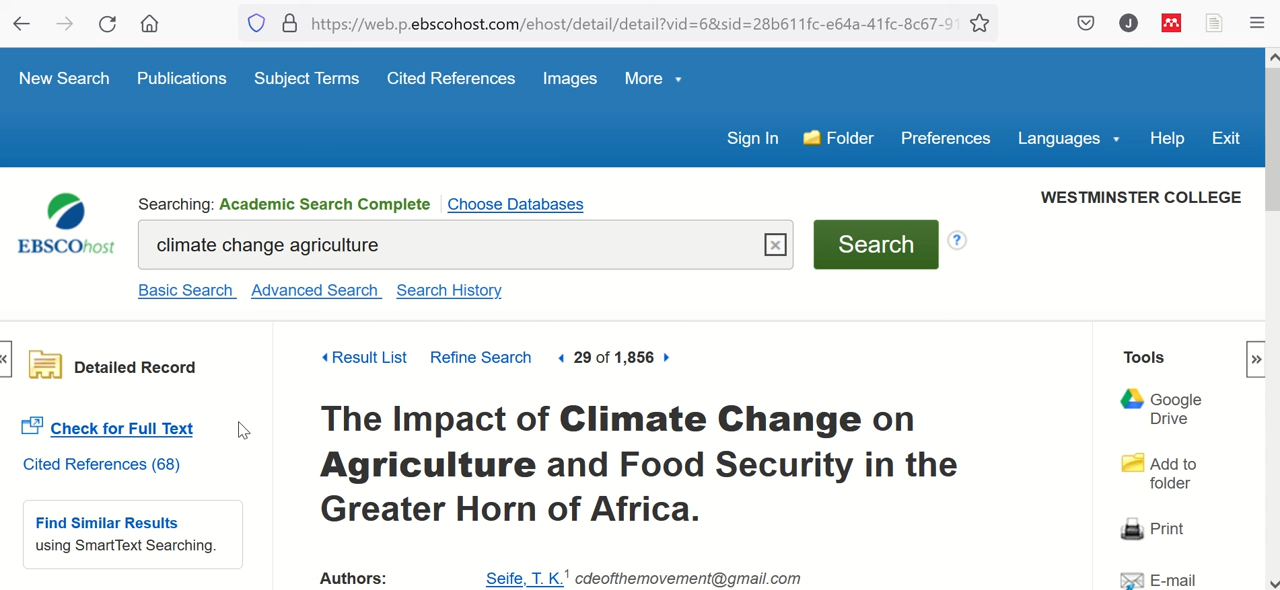 https://web.p.ebscohost.com/ehost/detail/detail?vid=6&sid=28b611fc-e64a-41fc-8c67-91
J
New Search Publications Subject Terms Cited References Images More
Sign In Folder Preferences Languages Help Exit
WESTMINSTER COLLEGE
Searching: Academic Search Complete Choose Databases
EBSCOhost
climate change agriculture
Search ?
Basic Search Advanced Search Search History
« Detailed Record
Check for Full Text
Cited References (68)
Find Similar Results
using SmartText Searching.
Result List Refine Search 29 of 1,856
The Impact of Climate Change on
Agriculture and Food Security in the
Greater Horn of Africa.
Authors: Seife, T. K.1 cdeofthemovement@gmail.com
Tools »
Google
Drive
Add to
folder
Print
E-mail